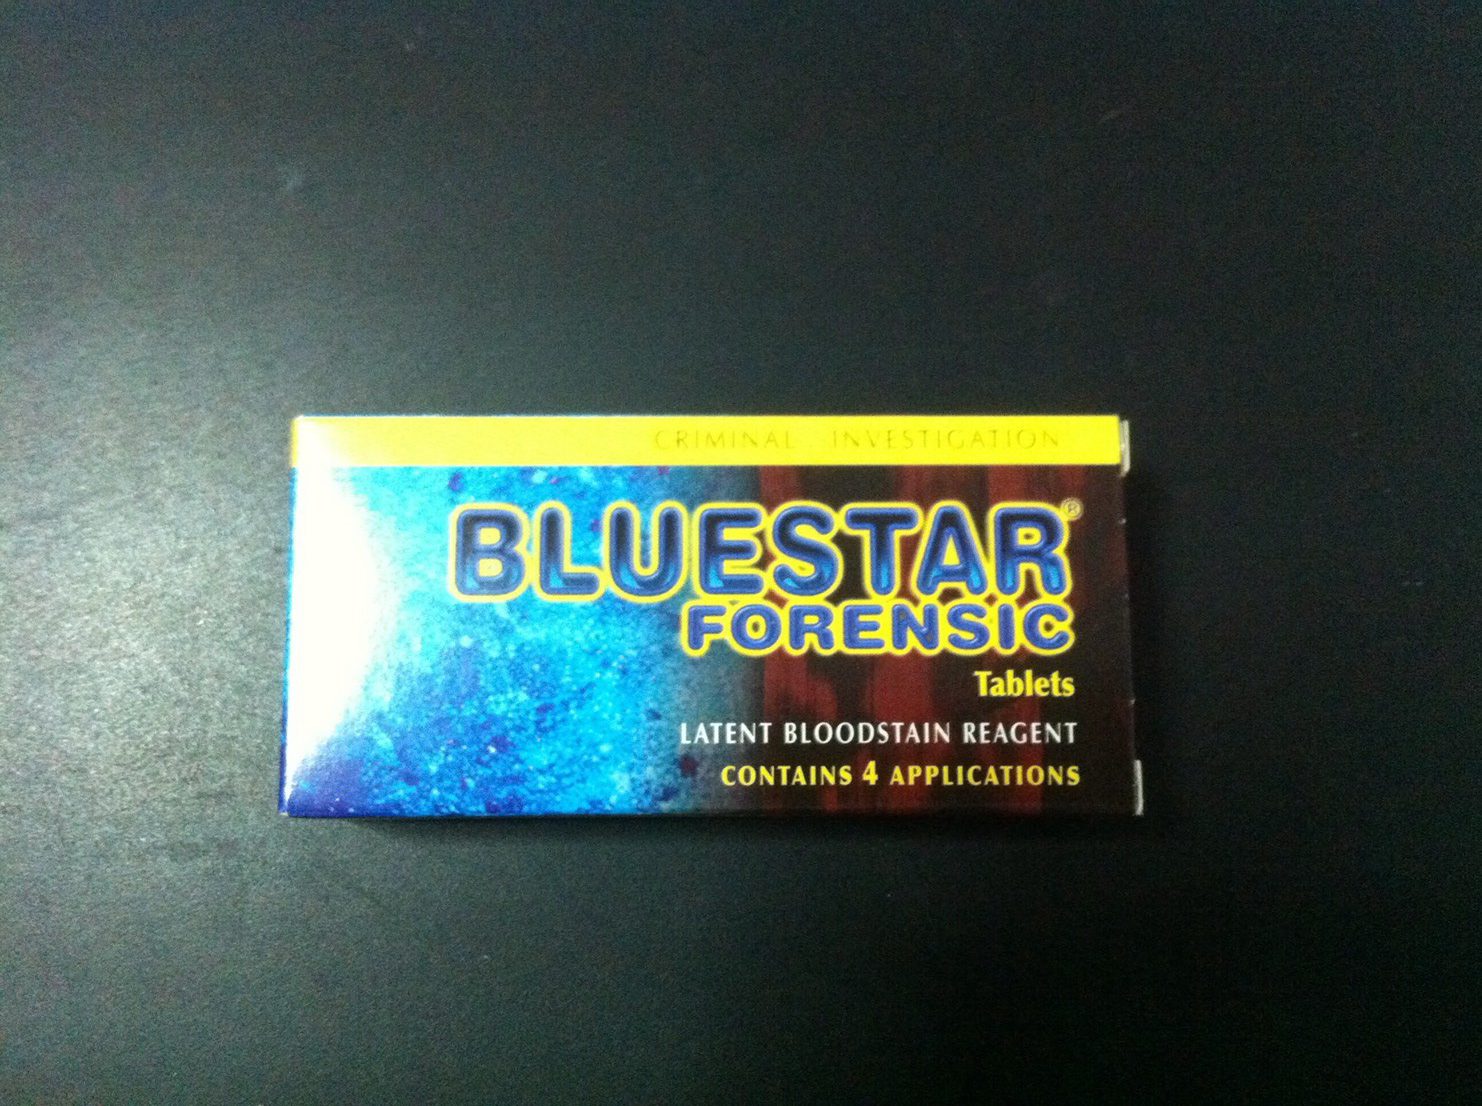 CRIMINAL . INVESTIGATION
BLUESTAR®
FORENSIC
Tablets
LATENT BLOODSTAIN REAGENT
CONTAINS 4 APPLICATIONS